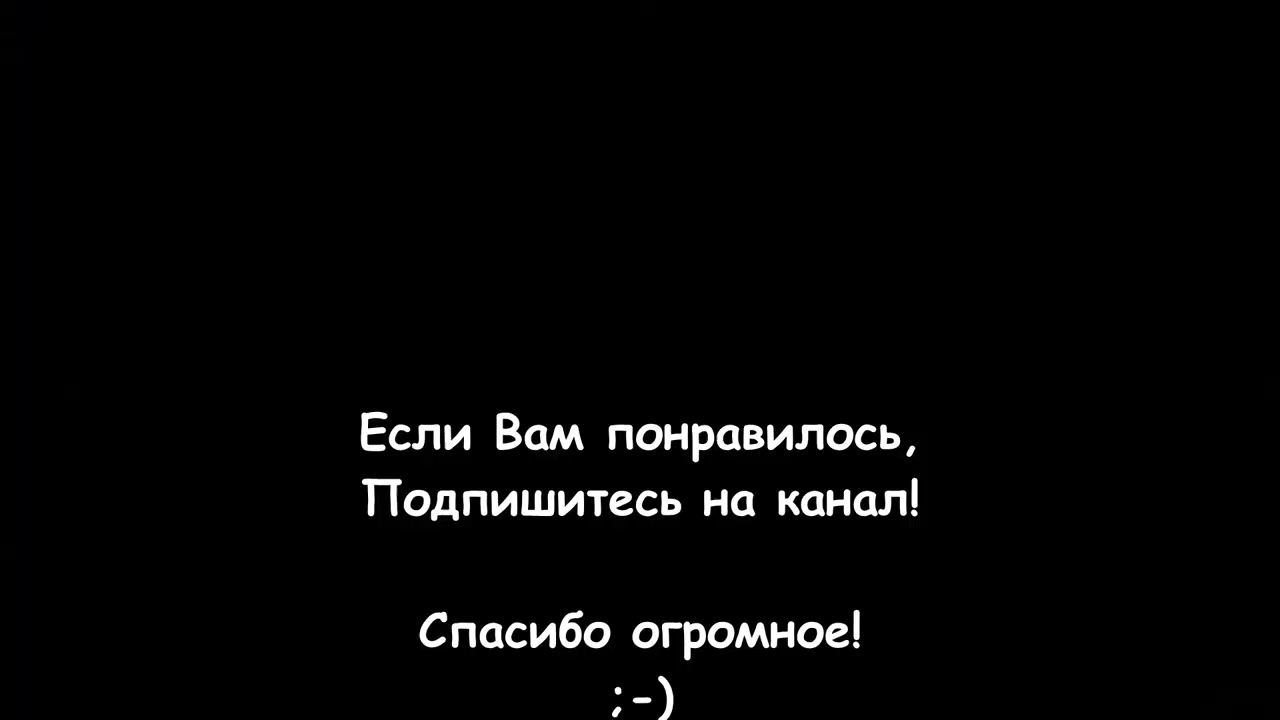 Если Вам понравилось,
Подпишитесь на канал!
Спасибо огромное!
;-)